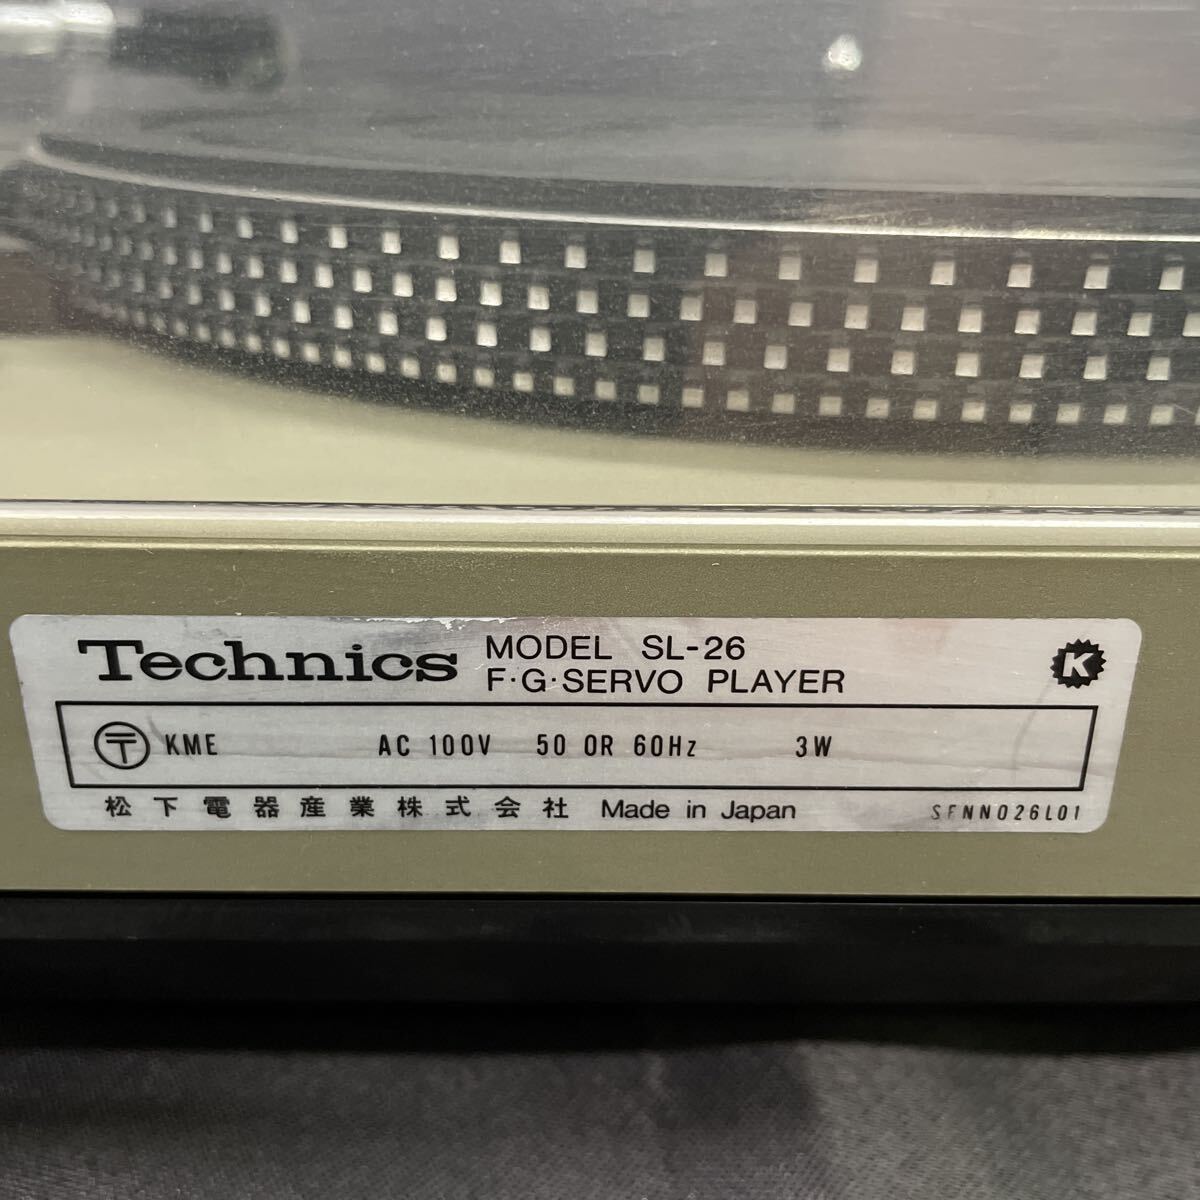 Technics MODEL SL-26
F·G·SERVO PLAYER
K
〒 KME AC 100V 50 OR 60Hz 3W
松下電器産業株式会社 Made in Japan SFNN026L01